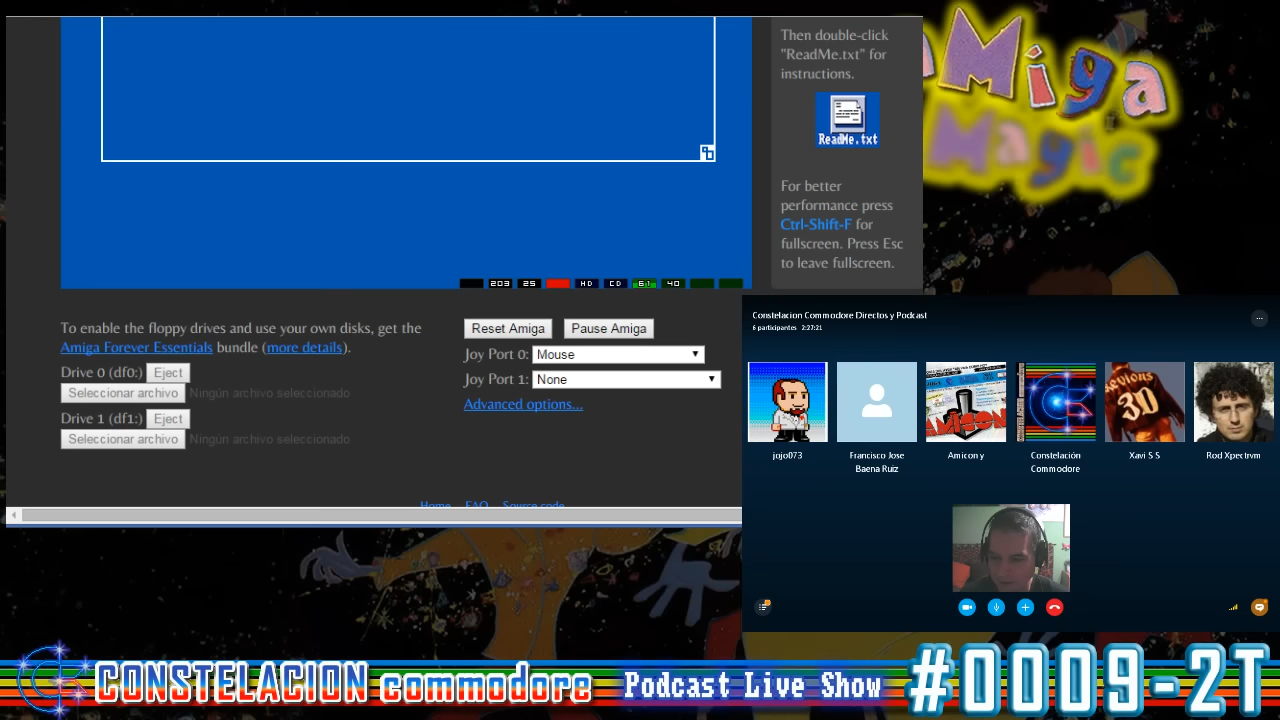 Then double-click
"ReadMe.txt" for
instructions.
ReadMe.txt
For better
performance press
Ctrl-Shift-F for
fullscreen. Press Esc
to leave fullscreen.
203 25 HD CD 61 40
To enable the floppy drives and use your own disks, get the
Amiga Forever Essentials bundle (more details).
Drive 0 (df0:) Eject
Seleccionar archivo Ningún archivo seleccionado
Drive 1 (df1:) Eject
Seleccionar archivo Ningún archivo seleccionado
Reset Amiga Pause Amiga
Joy Port 0: Mouse
Joy Port 1: None
Advanced options...
Home FAQ Source code
Amiga
Magic
Constelacion Commodore Directos y Podcast
6 participantes 2:27:21
AMICON
30
jojo073
Francisco Jose
Baena Ruiz
Amicon y
Constelación
Commodore
Xavi S S
Rod Xpectrvm
CONSTELACION commodore Podcast Live Show #0009-2T